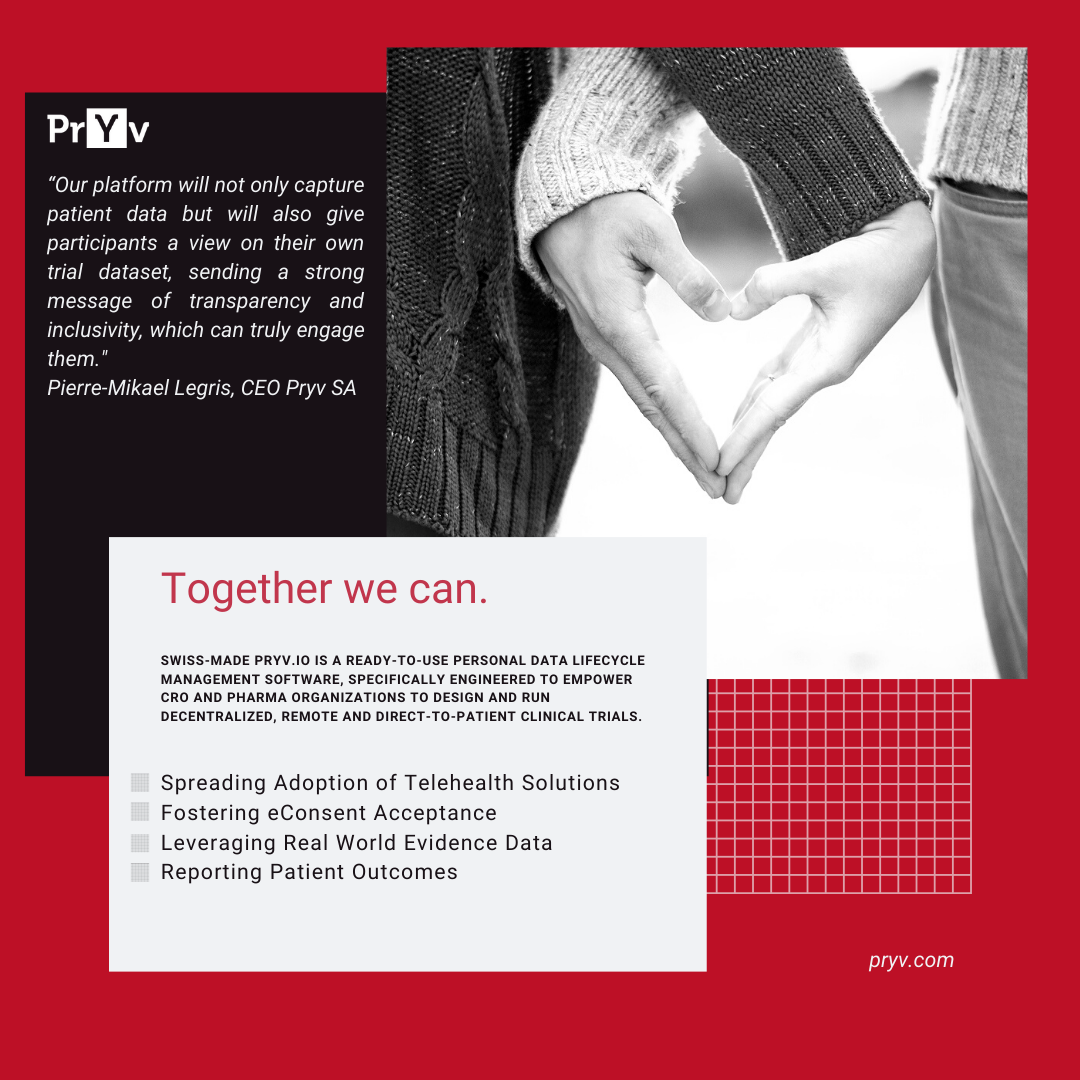 PrYv
“Our platform will not only capture
patient data but will also give
participants a view on their own
trial dataset, sending a strong
message of transparency and
inclusivity, which can truly engage
them."
Pierre-Mikael Legris, CEO Pryv SA
Together we can.
SWISS-MADE PRYV.IO IS A READY-TO-USE PERSONAL DATA LIFECYCLE
MANAGEMENT SOFTWARE, SPECIFICALLY ENGINEERED TO EMPOWER
CRO AND PHARMA ORGANIZATIONS TO DESIGN AND RUN
DECENTRALIZED, REMOTE AND DIRECT-TO-PATIENT CLINICAL TRIALS.
Spreading Adoption of Telehealth Solutions
Fostering eConsent Acceptance
Leveraging Real World Evidence Data
Reporting Patient Outcomes
pryv.com